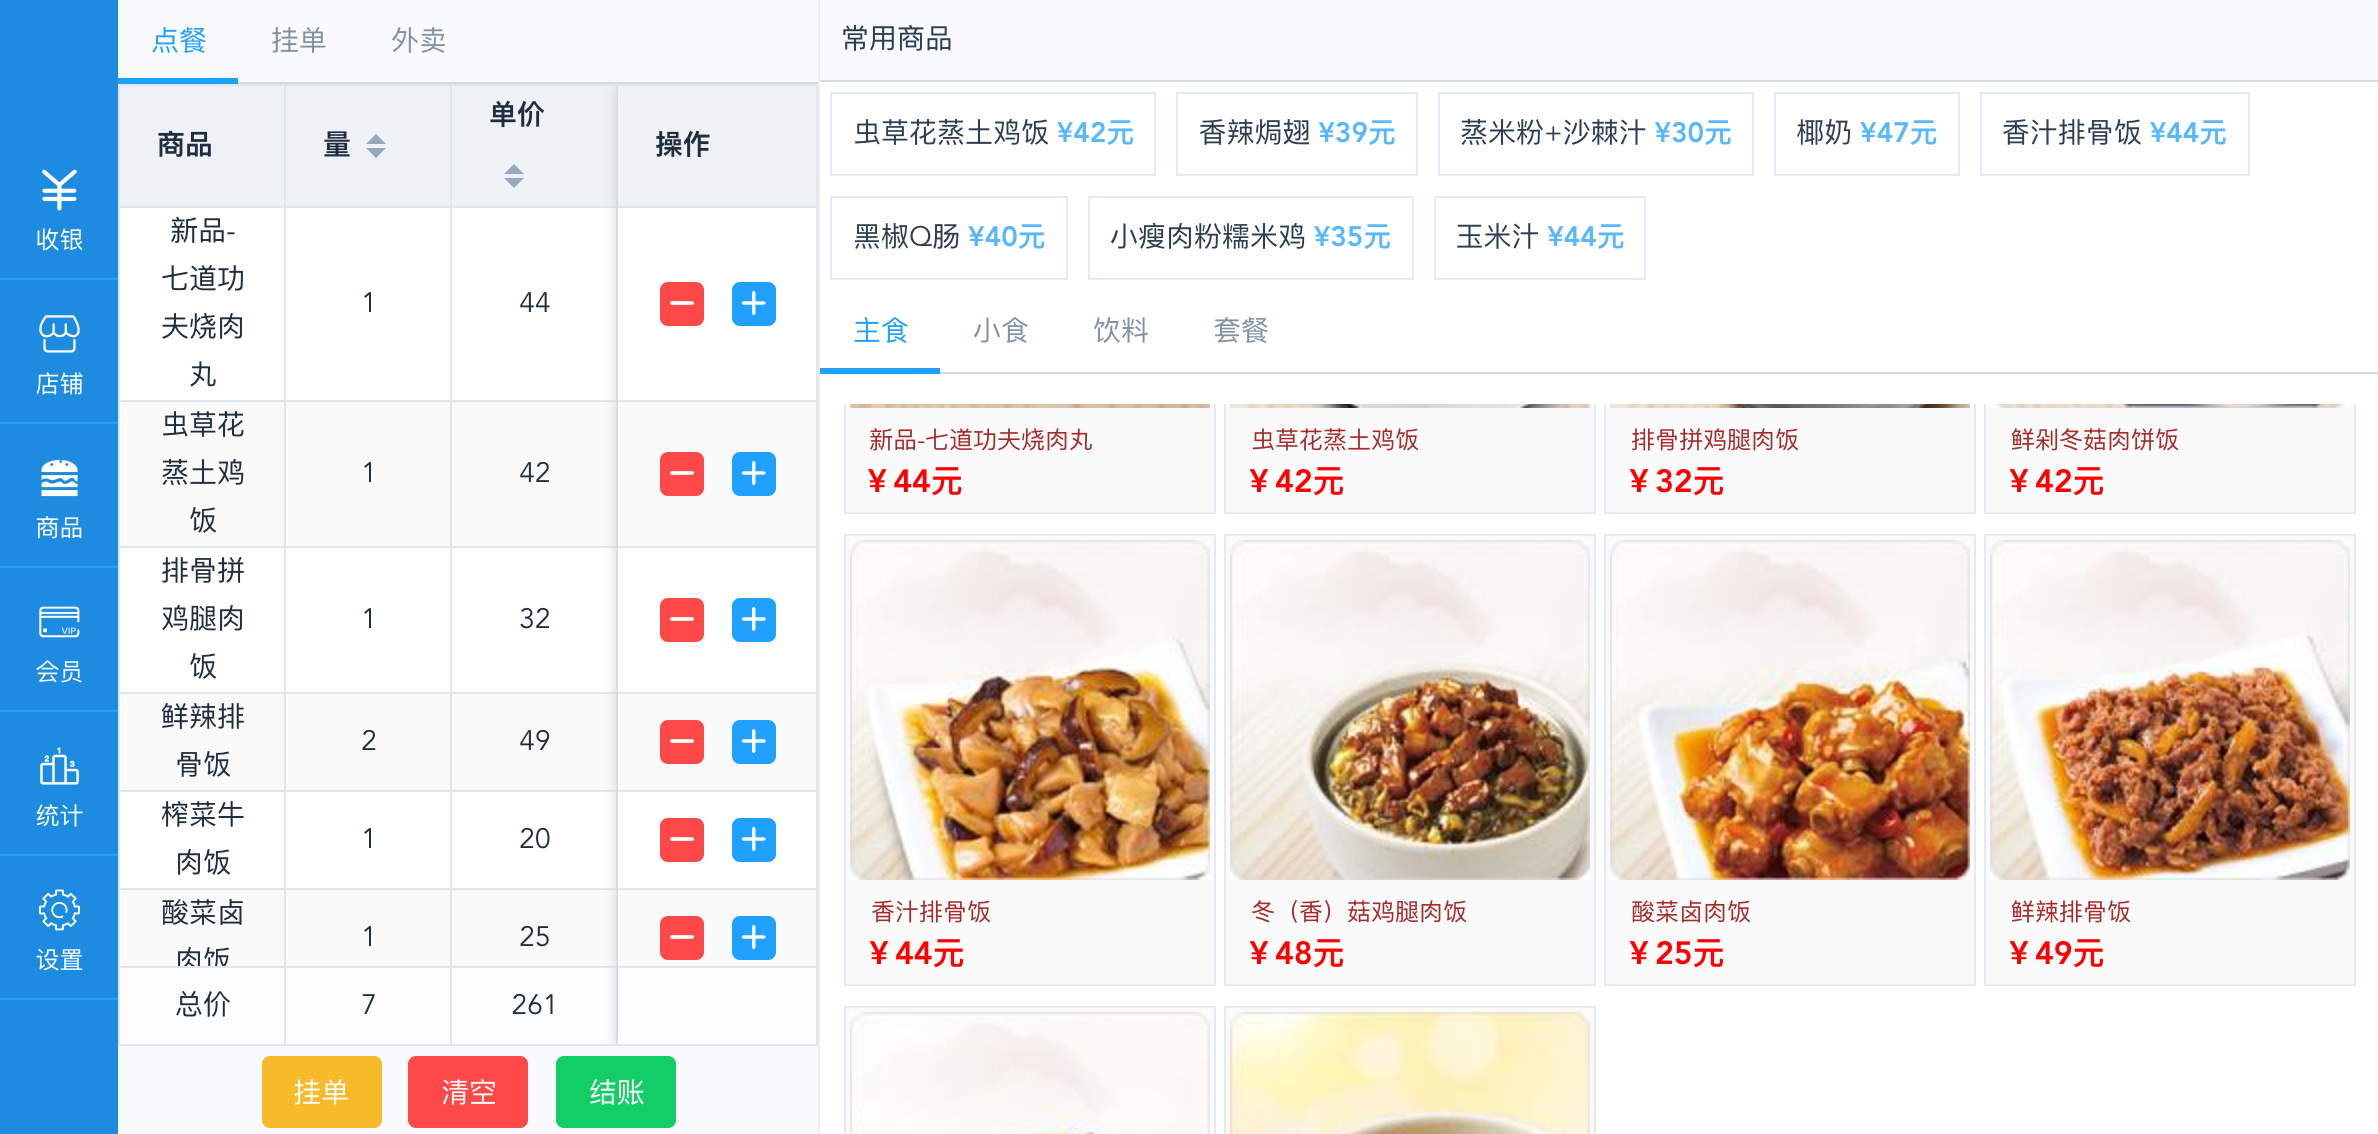 收银
店铺
商品
VIP
会员
1
2
3
统计
设置
点餐 挂单 外卖
商品 量 单价 操作
新品-
七道功
夫烧肉
丸
1 44
虫草花
蒸土鸡
饭
1 42
排骨拼
鸡腿肉
饭
1 32
鲜辣排
骨饭
2 49
榨菜牛
肉饭
1 20
酸菜卤
肉饭
1 25
总价 7 261
挂单 清空 结账
常用商品
虫草花蒸土鸡饭 ¥42元 香辣焗翅 ¥39元 蒸米粉+沙棘汁 ¥30元 椰奶 ¥47元 香汁排骨饭 ¥44元
黑椒Q肠 ¥40元 小瘦肉粉糯米鸡 ¥35元 玉米汁 ¥44元
主食 小食 饮料 套餐
新品-七道功夫烧肉丸 虫草花蒸土鸡饭 排骨拼鸡腿肉饭 鲜剁冬菇肉饼饭
¥ 44元 ¥ 42元 ¥ 32元 ¥ 42元
香汁排骨饭 冬（香）菇鸡腿肉饭 酸菜卤肉饭 鲜辣排骨饭
¥ 44元 ¥ 48元 ¥ 25元 ¥ 49元